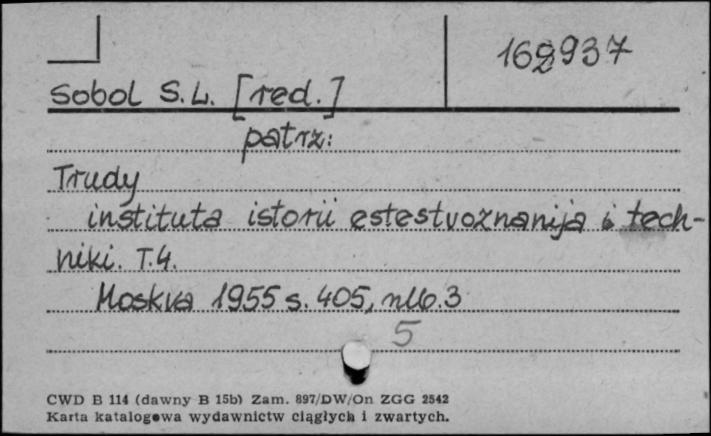 162937
Sobol S.L. [red.]
patrz:
Trudy
instituta istorii estestvoznanija i tech-
niki. T.4.
Moskva 1955 s. 405, nlb.3
5
CWD B 114 (dawny B 15b) Zam. 897/DW/On ZGG 2542
Karta katalogowa wydawnictw ciągłych i zwartych.